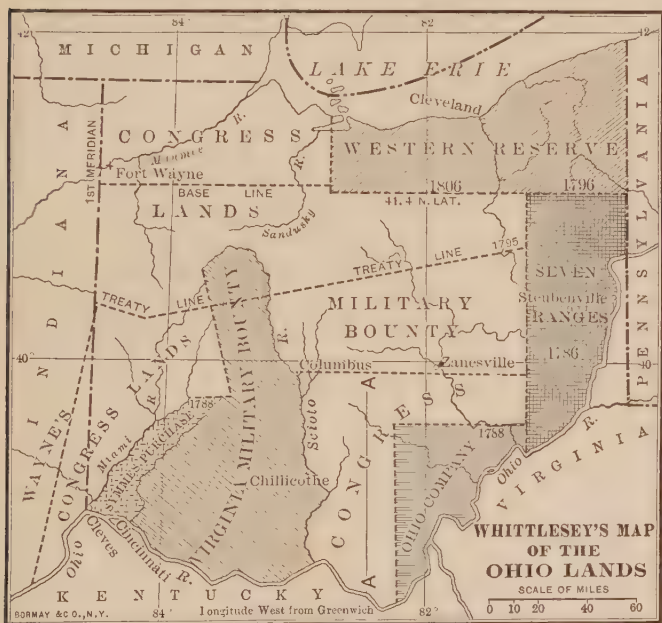 84
82
42
42
MICHIGAN
LAKE ERIE
Cleveland
CONGRESS
R.
Maumee
Fort Wayne
WESTERN RESERVE
1806
1796
1ST MERIDIAN
BASE LINE
41.4 N. LAT.
LANDS
Sandusky
R.
INDIANA
PENNSYLVANIA
1795
TREATY LINE
TREATY LINE
SEVEN
Steubenville
RANGES
1786
MILITARY
BOUNTY
40
40
Columbus
Zanesville
A
CONGRESS
WAYNE'S
CONGRESS LANDS
Miami
R.
1788
SYMMES PURCHASE
VIRGINIA MILITARY BOUNTY
R.
Scioto
Chillicothe
1788
OHIO COMPANY
Ohio R.
VIRGINIA
WHITTLESEY'S MAP
OF THE
OHIO LANDS
SCALE OF MILES
0 10 20 60
Cleves
Cincinnati
Ohio
R.
KENTUCKY
A
84
Longitude West from Greenwich
82
BORMAY & CO., N.Y.